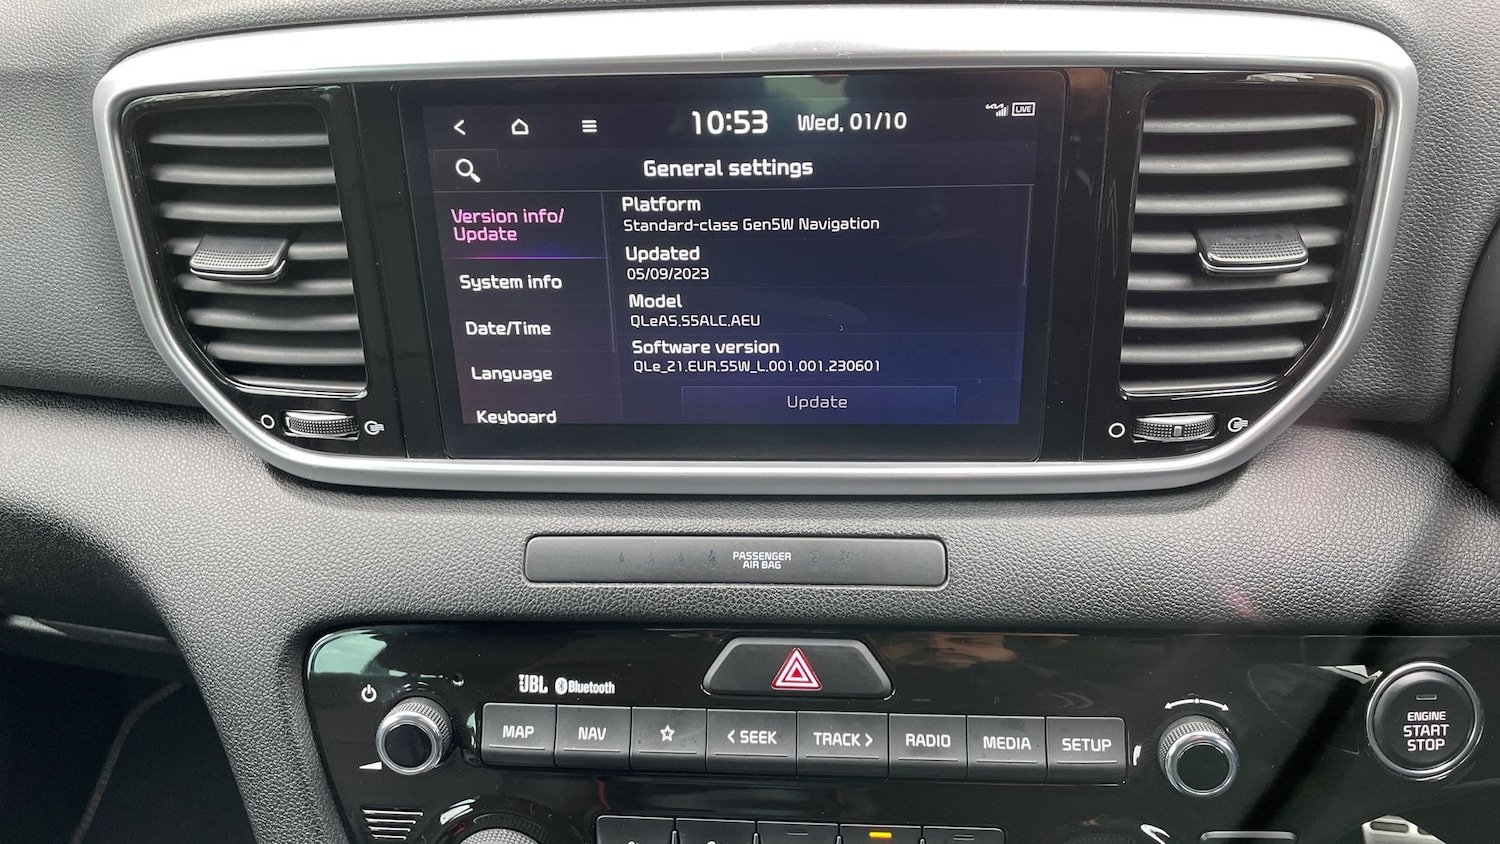 10:53 Wed, 01/10
KIA LIVE
General settings
Version info/
Update
System info
Date/Time
Language
Keyboard
Platform
Standard-class Gen5W Navigation
Updated
05/09/2023
Model
QLeAS.S5ALC.AEU
Software version
QLe_21.EUR.S5W_L.001.001.230601
Update
PASSENGER
AIR BAG
JBL Bluetooth
MAP NAV < SEEK TRACK > RADIO MEDIA SETUP
ENGINE
START
STOP